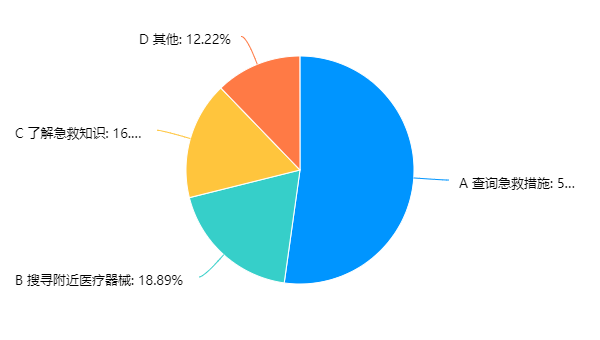 D 其他: 12.22%
C 了解急救知识: 16....
A 查询急救措施: 5...
B 搜寻附近医疗器械: 18.89%